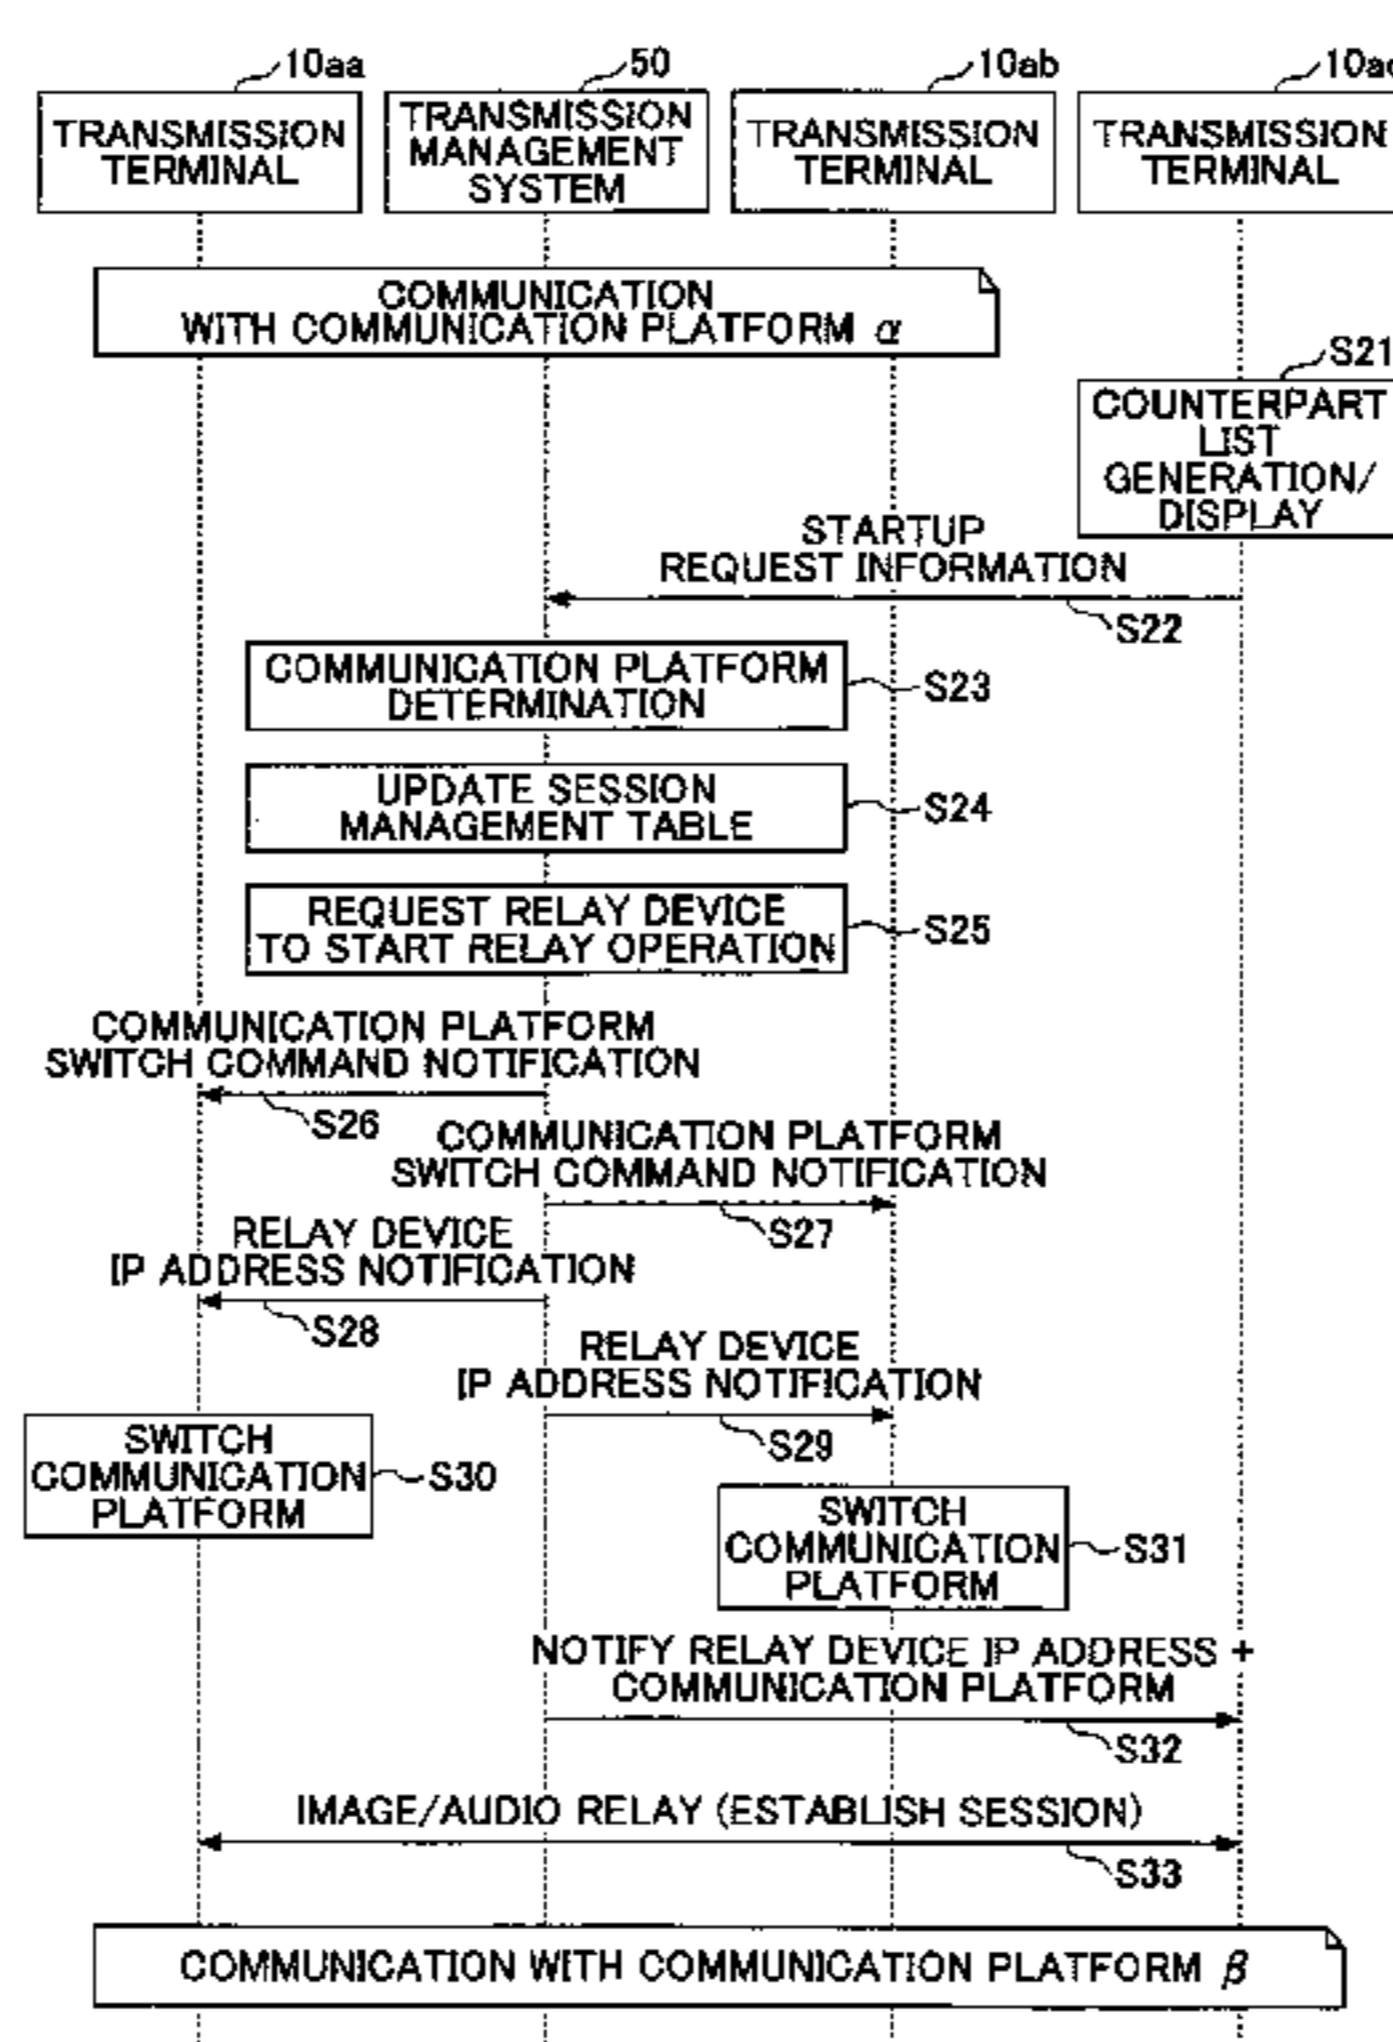 10aa
50
10ab
TRANSMISSION
TERMINAL
TRANSMISSION
MANAGEMENT
SYSTEM
TRANSMISSION
TERMINAL
TRANSMISSION
TERMINAL
COMMUNICATION
WITH COMMUNICATION PLATFORM α
S21
COUNTERPART
LIST
GENERATION/
DISPLAY
STARTUP
REQUEST INFORMATION
S22
COMMUNICATION PLATFORM
DETERMINATION
S23
UPDATE SESSION
MANAGEMENT TABLE
S24
REQUEST RELAY DEVICE
TO START RELAY OPERATION
S25
COMMUNICATION PLATFORM
SWITCH COMMAND NOTIFICATION
S26
COMMUNICATION PLATFORM
SWITCH COMMAND NOTIFICATION
S27
RELAY DEVICE
IP ADDRESS NOTIFICATION
S28
RELAY DEVICE
IP ADDRESS NOTIFICATION
S29
SWITCH
COMMUNICATION
PLATFORM
S30
SWITCH
COMMUNICATION
PLATFORM
S31
NOTIFY RELAY DEVICE IP ADDRESS +
COMMUNICATION PLATFORM
S32
IMAGE/AUDIO RELAY (ESTABLISH SESSION)
S33
COMMUNICATION WITH COMMUNICATION PLATFORM β